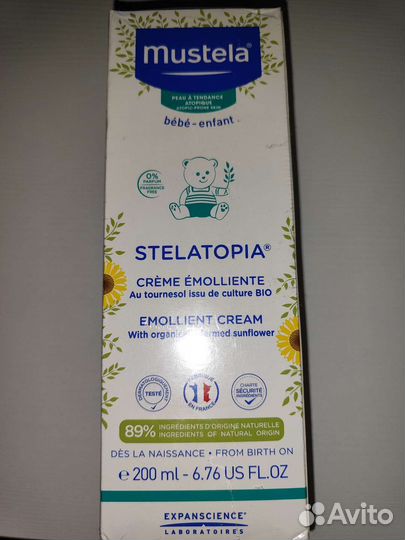 mustela®
PEAU À TENDANCE
ATOPIQUE
ATOPIC-PRONE SKIN
bébé - enfant
0%
PARFUM
FRAGRANCE
FREE
STELATOPIA®
CRÈME ÉMOLLIENTE
Au tournesol issu de culture BIO
EMOLLIENT CREAM
With organic farmed sunflower
DERMATOLOGIQUEMENT
TESTÉ
FABRIQUÉ
EN FRANCE
CHARTE
SÉCURITÉ
INGRÉDIENTS
89% INGRÉDIENTS D'ORIGINE NATURELLE
INGREDIENTS OF NATURAL ORIGIN
DÈS LA NAISSANCE - FROM BIRTH ON
e 200 ml - 6.76 US FL.OZ
EXPANSCIENCE®
LABORATOIRES
Avito